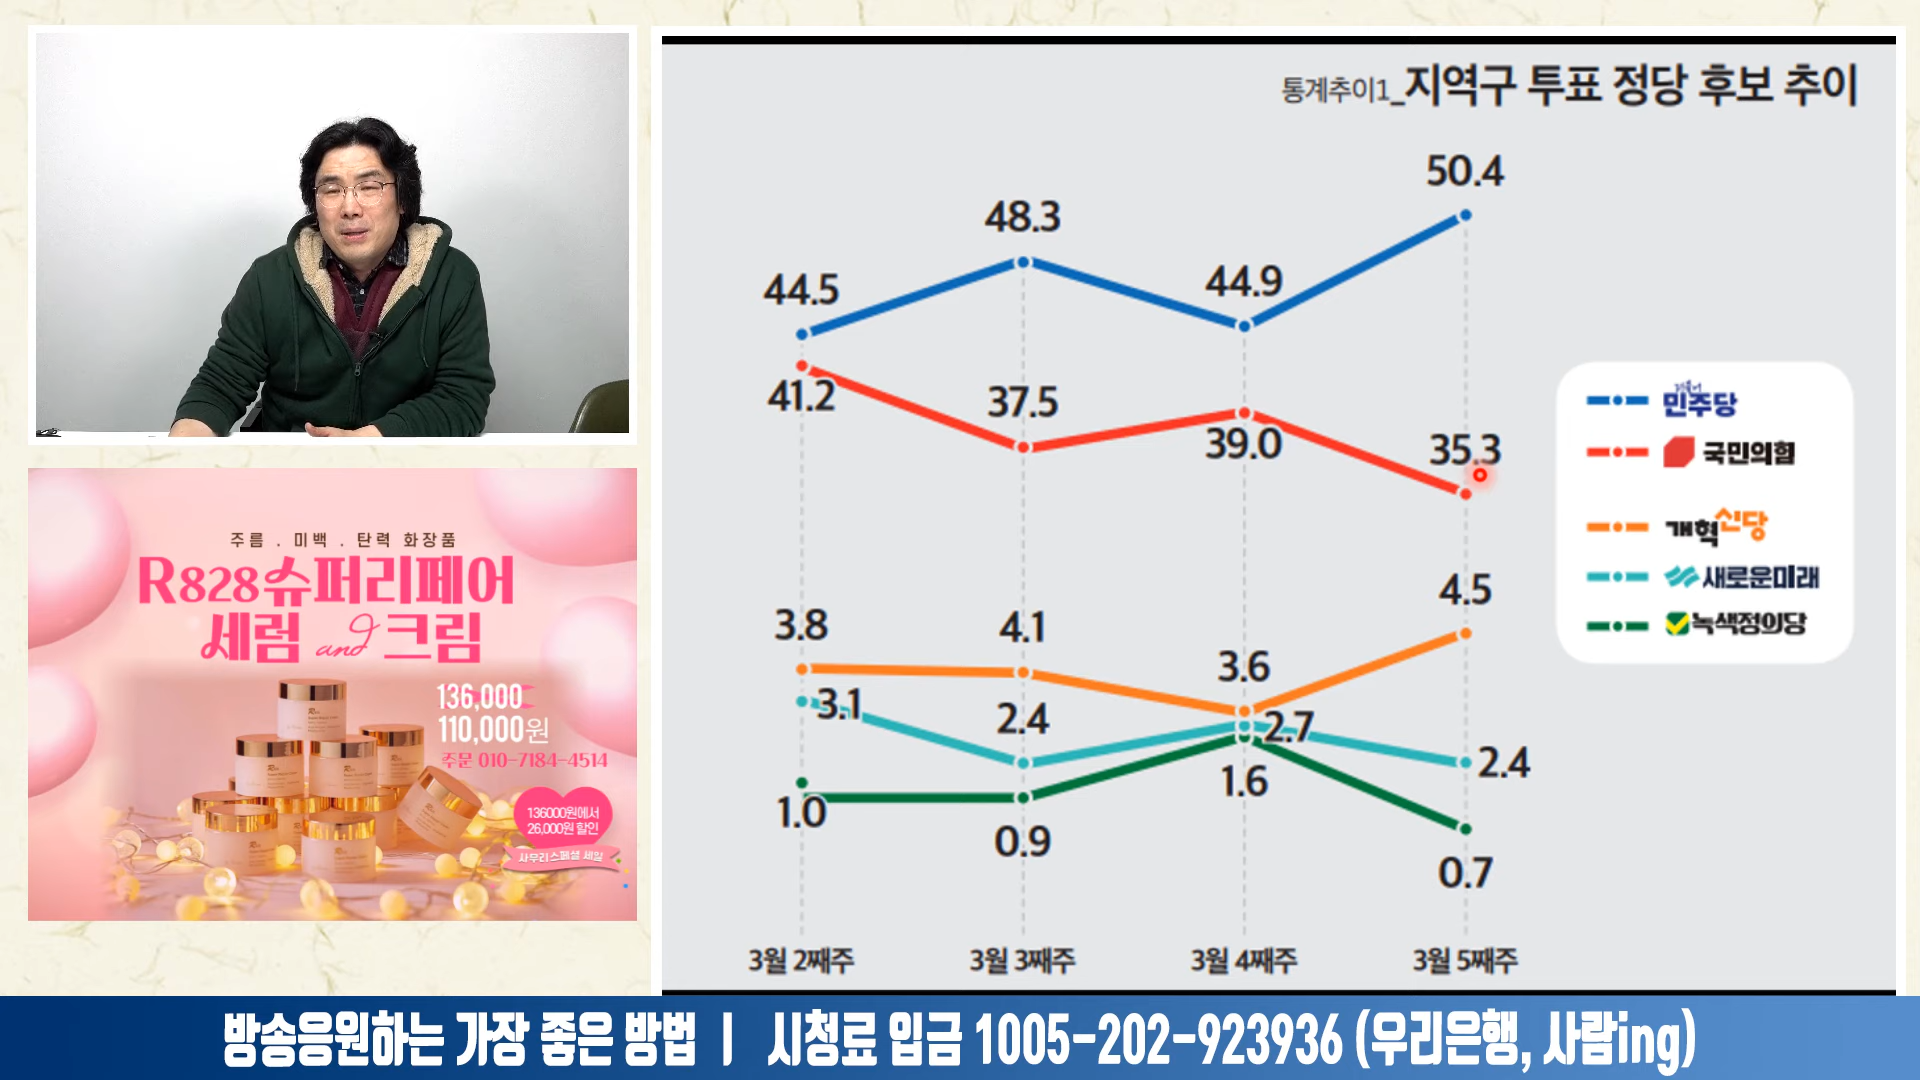 통계추이1_지역구 투표 정당 후보 추이
50.4
48.3
44.5
44.9
41.2
37.5
39.0
35.3
민주당
국민의힘
개혁신당
새로운미래
녹색정의당
3.8
4.1
3.6
4.5
3.1
2.4
2.7
2.4
1.0
0.9
1.6
0.7
3월 2째주
3월 3째주
3월 4째주
3월 5째주
주름 . 미백 . 탄력 화장품
R828슈퍼리페어
세럼 and 크림
136,000
110,000원
주문 010-7184-4514
136000원에서
26,000원 할인
사우리스페셜 세일
방송응원하는 가장 좋은 방법 | 시청료 입금 1005-202-923936 (우리은행, 사람ing)